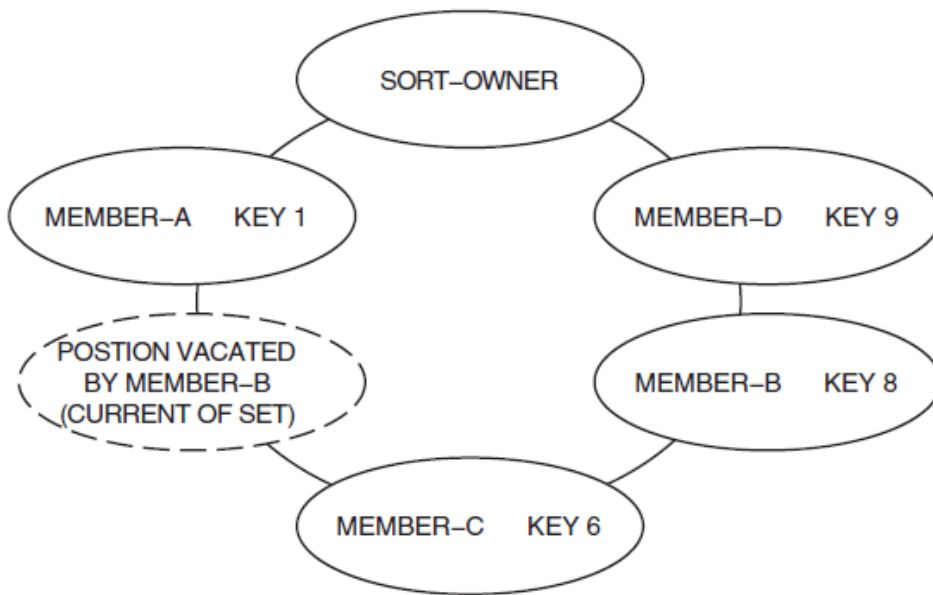 SORT–OWNER
MEMBER–A KEY 1
MEMBER–D KEY 9
POSTION VACATED
BY MEMBER–B
(CURRENT OF SET)
MEMBER–B KEY 8
MEMBER–C KEY 6